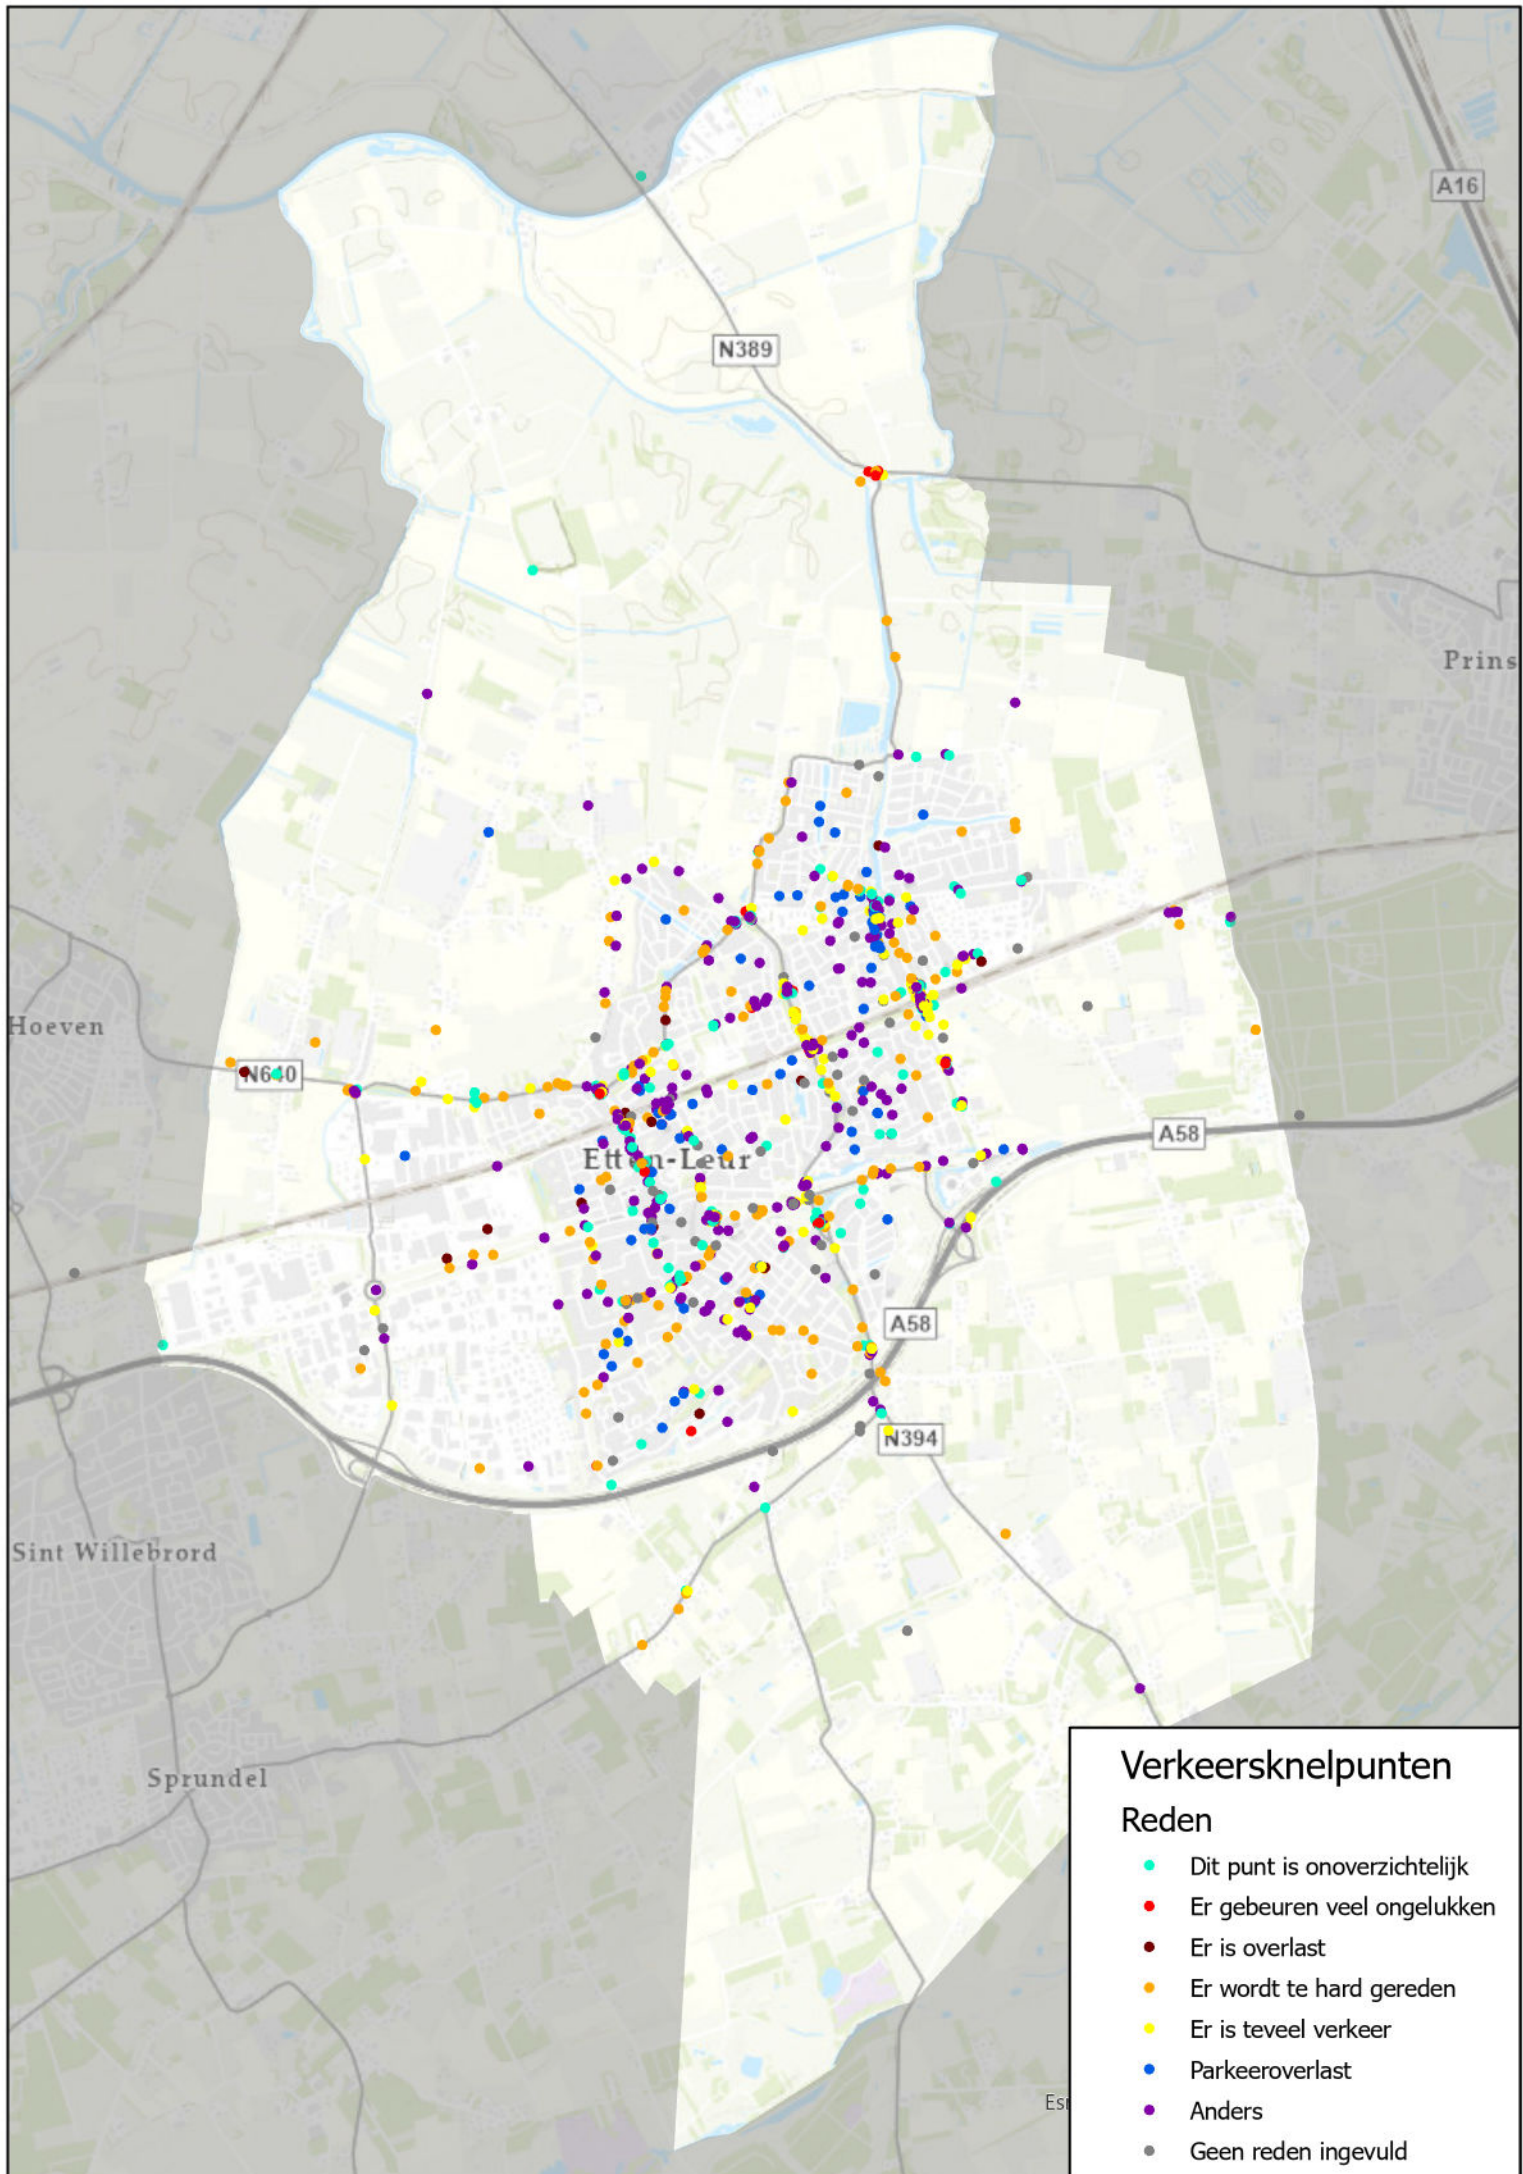 A16
N389
Prins
Hoeven
N640
A58
Etten-Leur
A58
N394
Sint Willebrord
Sprundel
Verkeersknelpunten
Reden
Dit punt is onoverzichtelijk
Er gebeuren veel ongelukken
Er is overlast
Er wordt te hard gereden
Er is teveel verkeer
Parkeeroverlast
Esr
Anders
Geen reden ingevuld